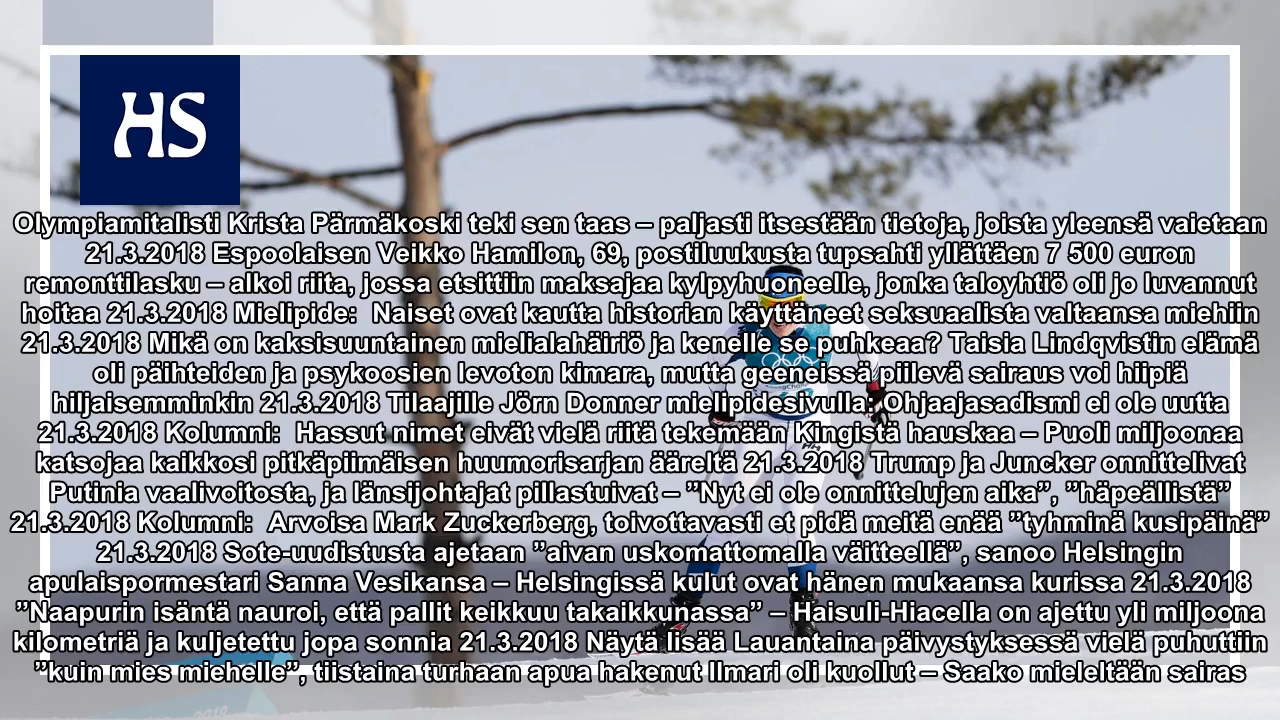 HS
Olympiamitalisti Krista Pärmäkoski teki sen taas – paljasti itsestään tietoja, joista yleensä vaietaan
21.3.2018 Espoolaisen Veikko Hamilon, 69, postiluukusta tupsahti yllättäen 7 500 euron
remonttilasku – alkoi riita, jossa etsittiin maksajaa kylpyhuoneelle, jonka taloyhtiö oli jo luvannut
hoitaa 21.3.2018 Mielipide: Naiset ovat kautta historian käyttäneet seksuaalista valtaansa miehiin
21.3.2018 Mikä on kaksisuuntainen mielialahäiriö ja kenelle se puhkeaa? Taisia Lindqvistin elämä
oli päihteiden ja psykoosien levoton kimara, mutta geeneissä piilevä sairaus voi hiipiä
hiljaisemminkin 21.3.2018 Tilaajille Jörn Donner mielipidesivulla: Ohjaajasadismi ei ole uutta
21.3.2018 Kolumni: Hassut nimet eivät vielä riitä tekemään Kingistä hauskaa – Puoli miljoonaa
katsojaa kaikkosi pitkäpiimäisen huumorisarjan ääreltä 21.3.2018 Trump ja Juncker onnittelivat
Putinia vaalivoitosta, ja länsijohtajat pillastuivat – ”Nyt ei ole onnittelujen aika”, ”häpeällistä”
21.3.2018 Kolumni: Arvoisa Mark Zuckerberg, toivottavasti et pidä meitä enää ”tyhminä kusipäinä”
21.3.2018 Sote-uudistusta ajetaan ”aivan uskomattomalla väitteellä”, sanoo Helsingin
apulaispormestari Sanna Vesikansa – Helsingissä kulut ovat hänen mukaansa kurissa 21.3.2018
”Naapurin isäntä nauroi, että pallit keikkuu takaikkunassa” – Haisuli-Hiacella on ajettu yli miljoona
kilometriä ja kuljetettu jopa sonnia 21.3.2018 Näytä lisää Lauantaina päivystyksessä vielä puhuttiin
”kuin mies miehelle”, tiistaina turhaan apua hakenut Ilmari oli kuollut – Saako mieleltään sairas